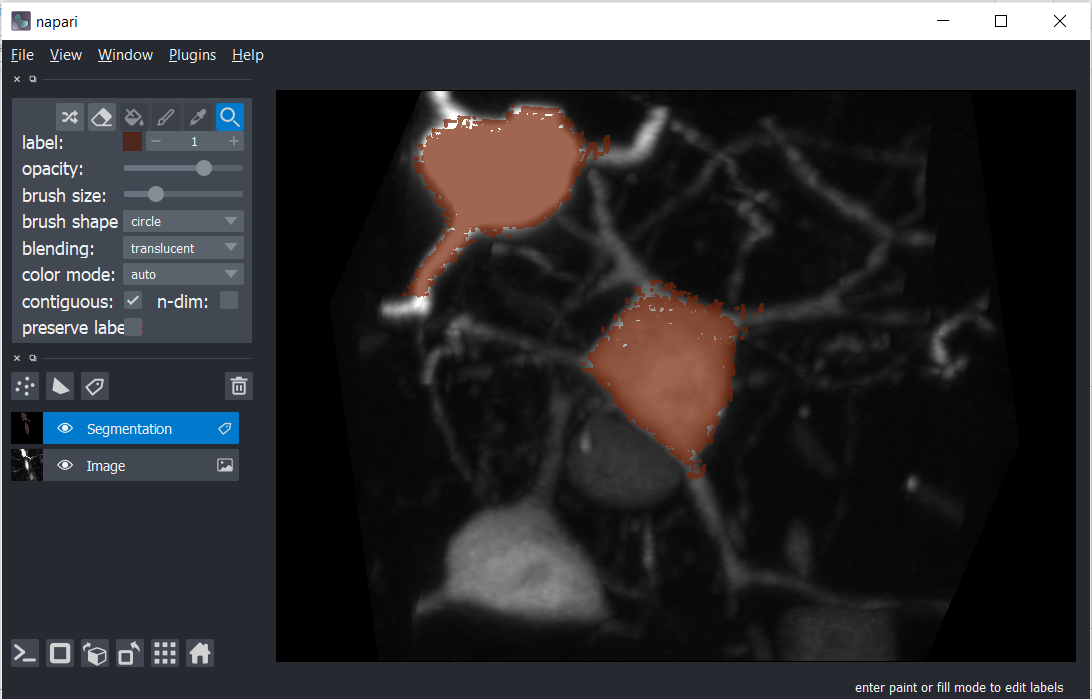 napari
File View Window Plugins Help
label: 1
opacity:
brush size:
brush shape circle
blending: translucent
color mode: auto
contiguous: n-dim:
preserve labe
Segmentation
Image
enter paint or fill mode to edit labels